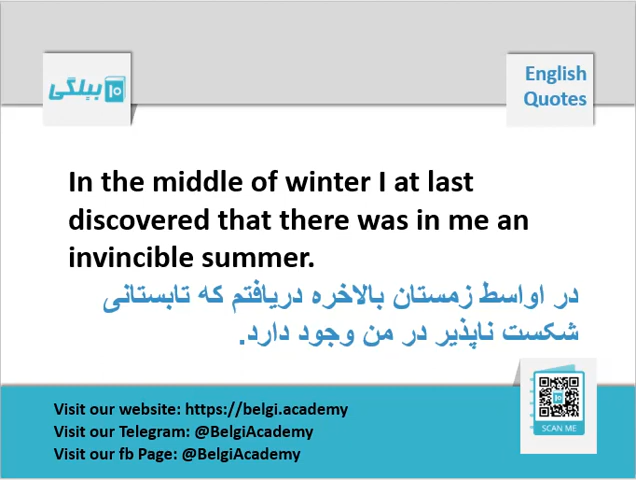 بېلگی
English
Quotes
In the middle of winter I at last
discovered that there was in me an
invincible summer.
در اواسط زمستان بالاخره دریافتم که تابستانی
شکست ناپذیر در من وجود دارد.
SCAN ME
Visit our website: https://belgi.academy
Visit our Telegram: @BelgiAcademy
Visit our fb Page: @BelgiAcademy